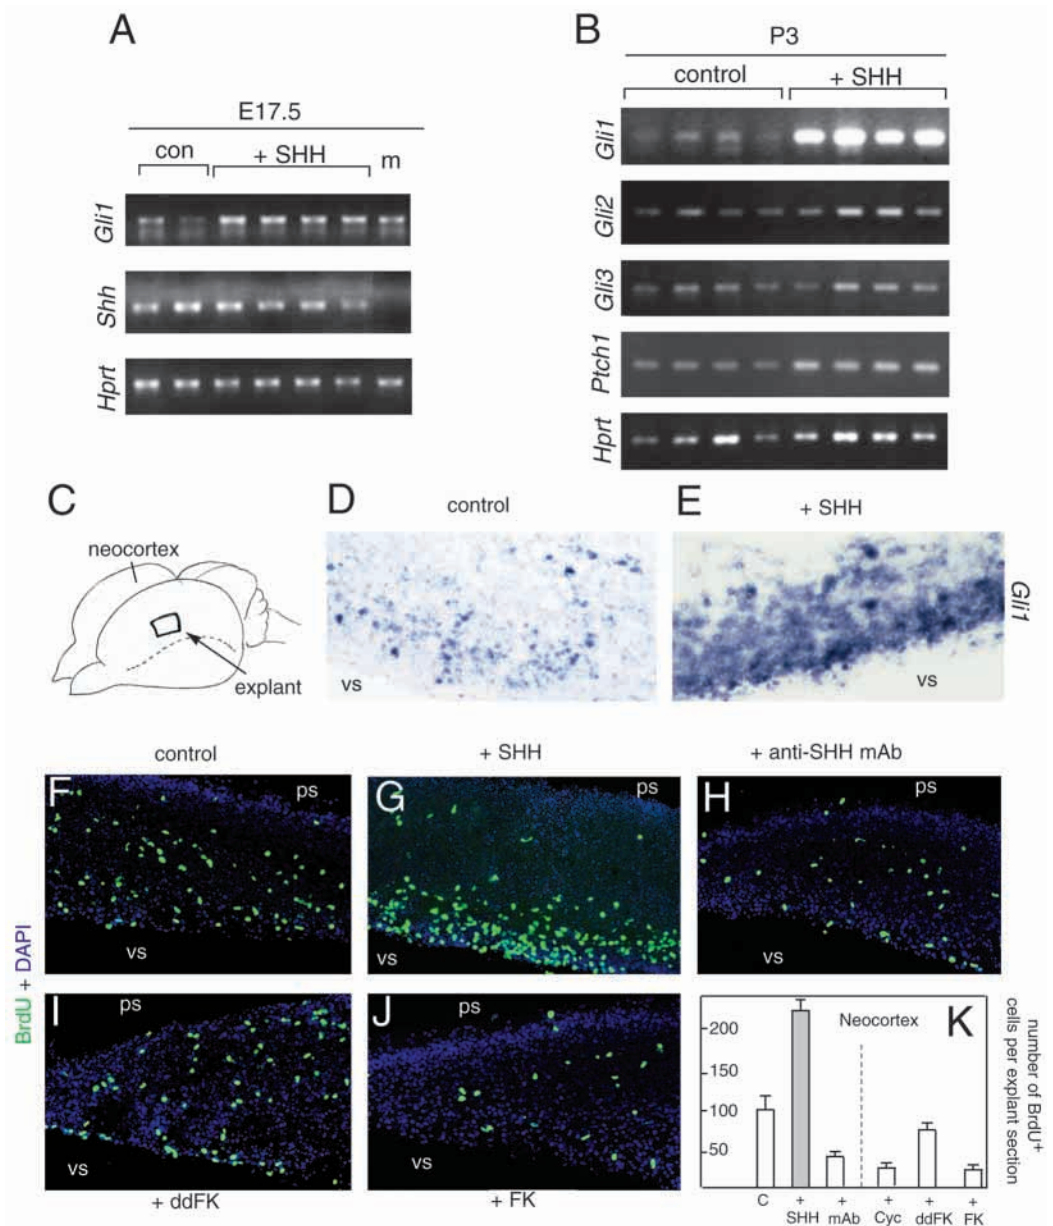 A
E17.5
con
+ SHH
m
Gli1
Shh
Hprt
B
P3
control
+ SHH
Gli1
Gli2
Gli3
Ptch1
Hprt
C
neocortex
explant
D
control
vs
E
+ SHH
vs
Gli1
BrdU + DAPI
control
F
ps
vs
+ SHH
G
ps
vs
+ anti-SHH mAb
H
ps
vs
I
ps
vs
+ ddFK
J
ps
vs
+ FK
K
Neocortex
200
100
50
C
+
SHH
+
mAb
+
Cyc
+
ddFK
+
FK
number of BrdU+
cells per explant section